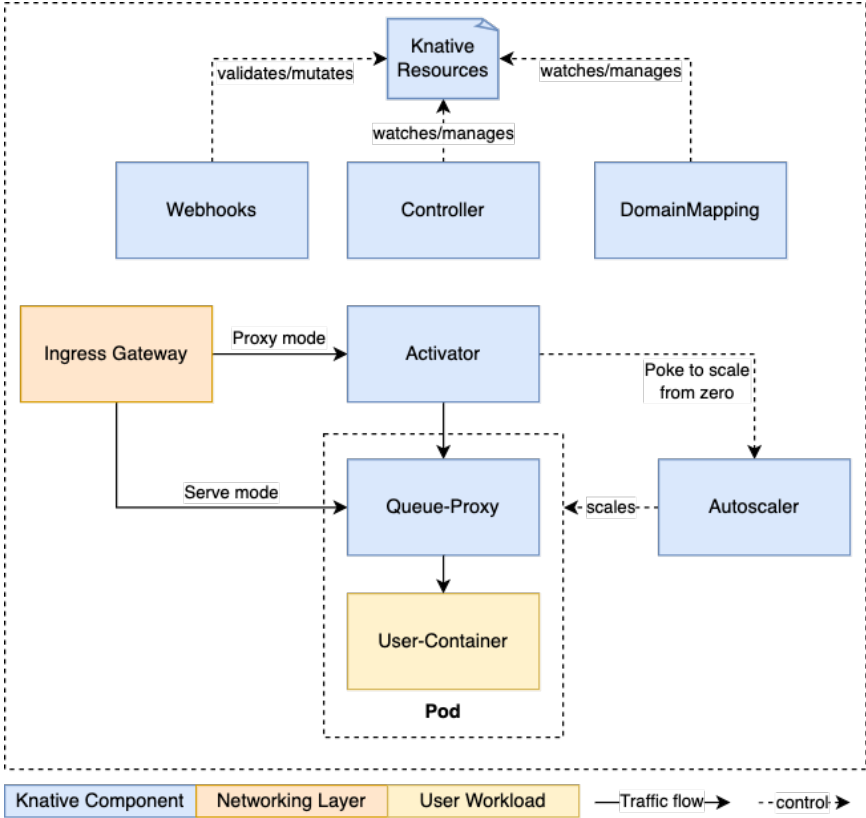 Knative
Resources
validates/mutates
watches/manages
watches/manages
Webhooks
Controller
DomainMapping
Ingress Gateway
Proxy mode
Activator
Poke to scale
from zero
Serve mode
Queue-Proxy
scales
Autoscaler
User-Container
Pod
Knative Component
Networking Layer
User Workload
Traffic flow
control